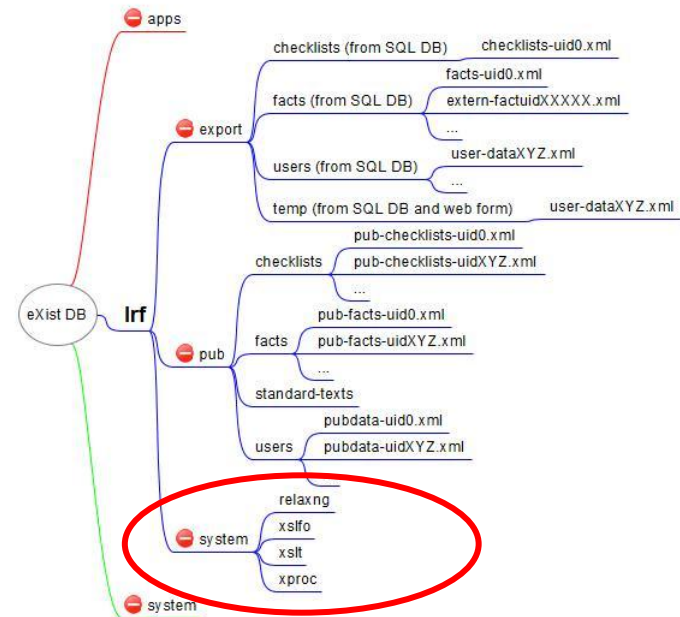 apps
checklists (from SQL DB)
checklists-uid0.xml
facts-uid0.xml
facts (from SQL DB)
extern-factuidXXXXX.xml
...
export
user-dataXYZ.xml
users (from SQL DB)
...
temp (from SQL DB and web form)
user-dataXYZ.xml
pub-checklists-uid0.xml
checklists
pub-checklists-uidXYZ.xml
...
eXist DB
lrf
pub-facts-uid0.xml
facts
pub-facts-uidXYZ.xml
...
pub
standard-texts
pubdata-uid0.xml
users
pubdata-uidXYZ.xml
relaxng
xslfo
system
xslt
xproc
system